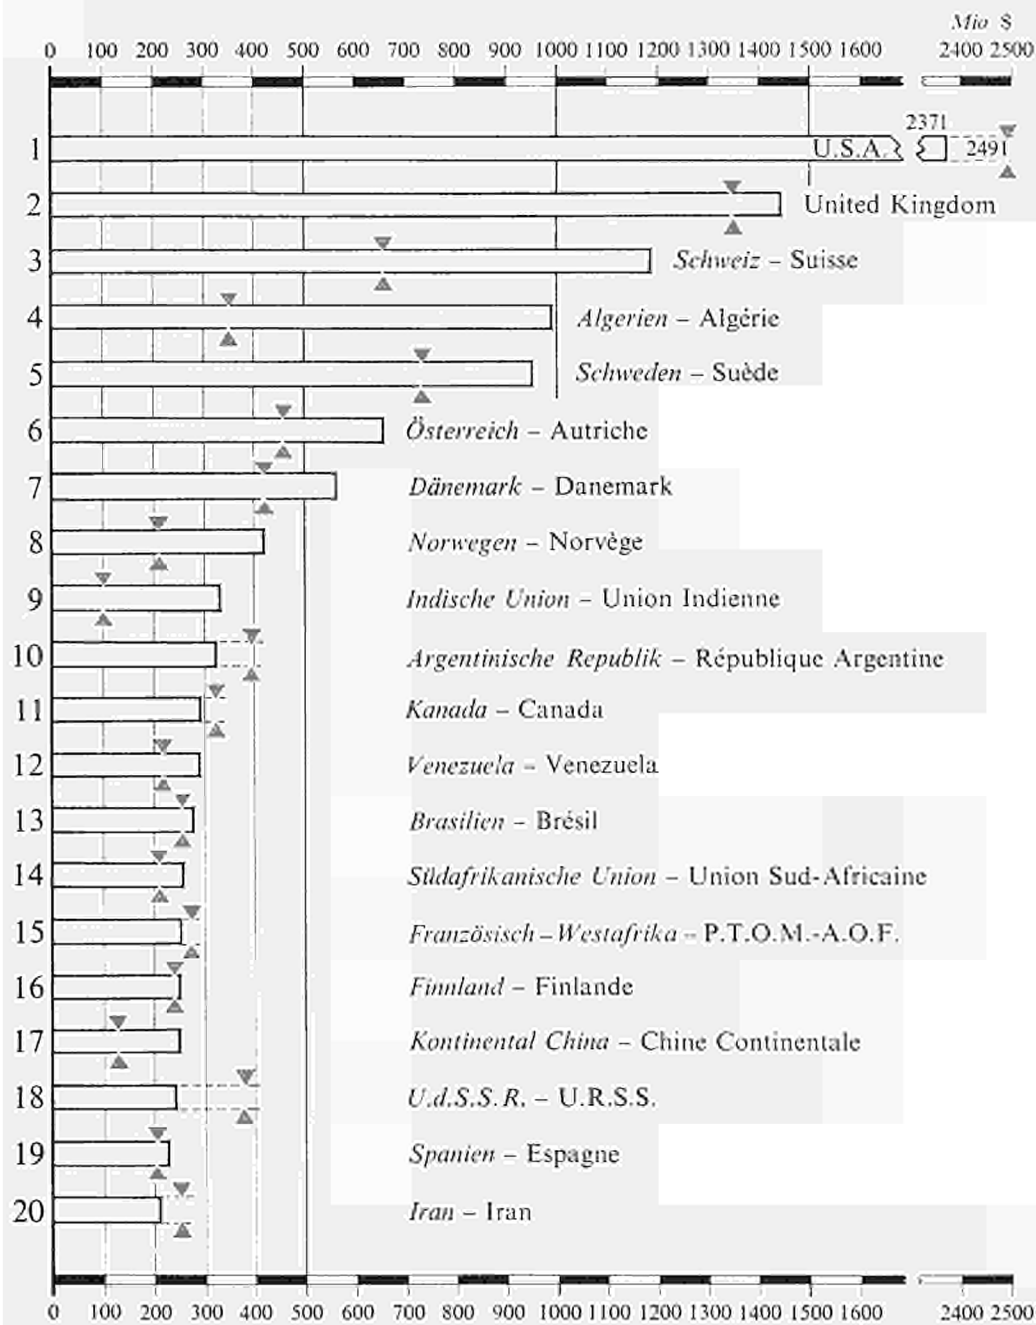 Mio $
0 100 200 300 400 500 600 700 800 900 1000 1100 1200 1300 1400 1500 1600 2400 2500
2371
1 U.S.A. 2491
2 United Kingdom
3 Schweiz – Suisse
4 Algerien – Algérie
5 Schweden – Suède
6 Österreich – Autriche
7 Dänemark – Danemark
8 Norwegen – Norvège
9 Indische Union – Union Indienne
10 Argentinische Republik – République Argentine
11 Kanada – Canada
12 Venezuela – Venezuela
13 Brasilien – Brésil
14 Südafrikanische Union – Union Sud-Africaine
15 Französisch – Westafrika – P.T.O.M.-A.O.F.
16 Finnland – Finlande
17 Kontinental China – Chine Continentale
18 U.d.S.S.R. – U.R.S.S.
19 Spanien – Espagne
20 Iran – Iran
0 100 200 300 400 500 600 700 800 900 1000 1100 1200 1300 1400 1500 1600 2400 2500